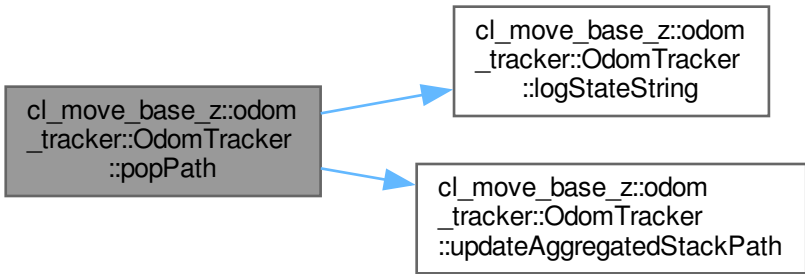 cl_move_base_z::odom
_tracker::OdomTracker
::popPath
cl_move_base_z::odom
_tracker::OdomTracker
::logStateString
cl_move_base_z::odom
_tracker::OdomTracker
::updateAggregatedStackPath